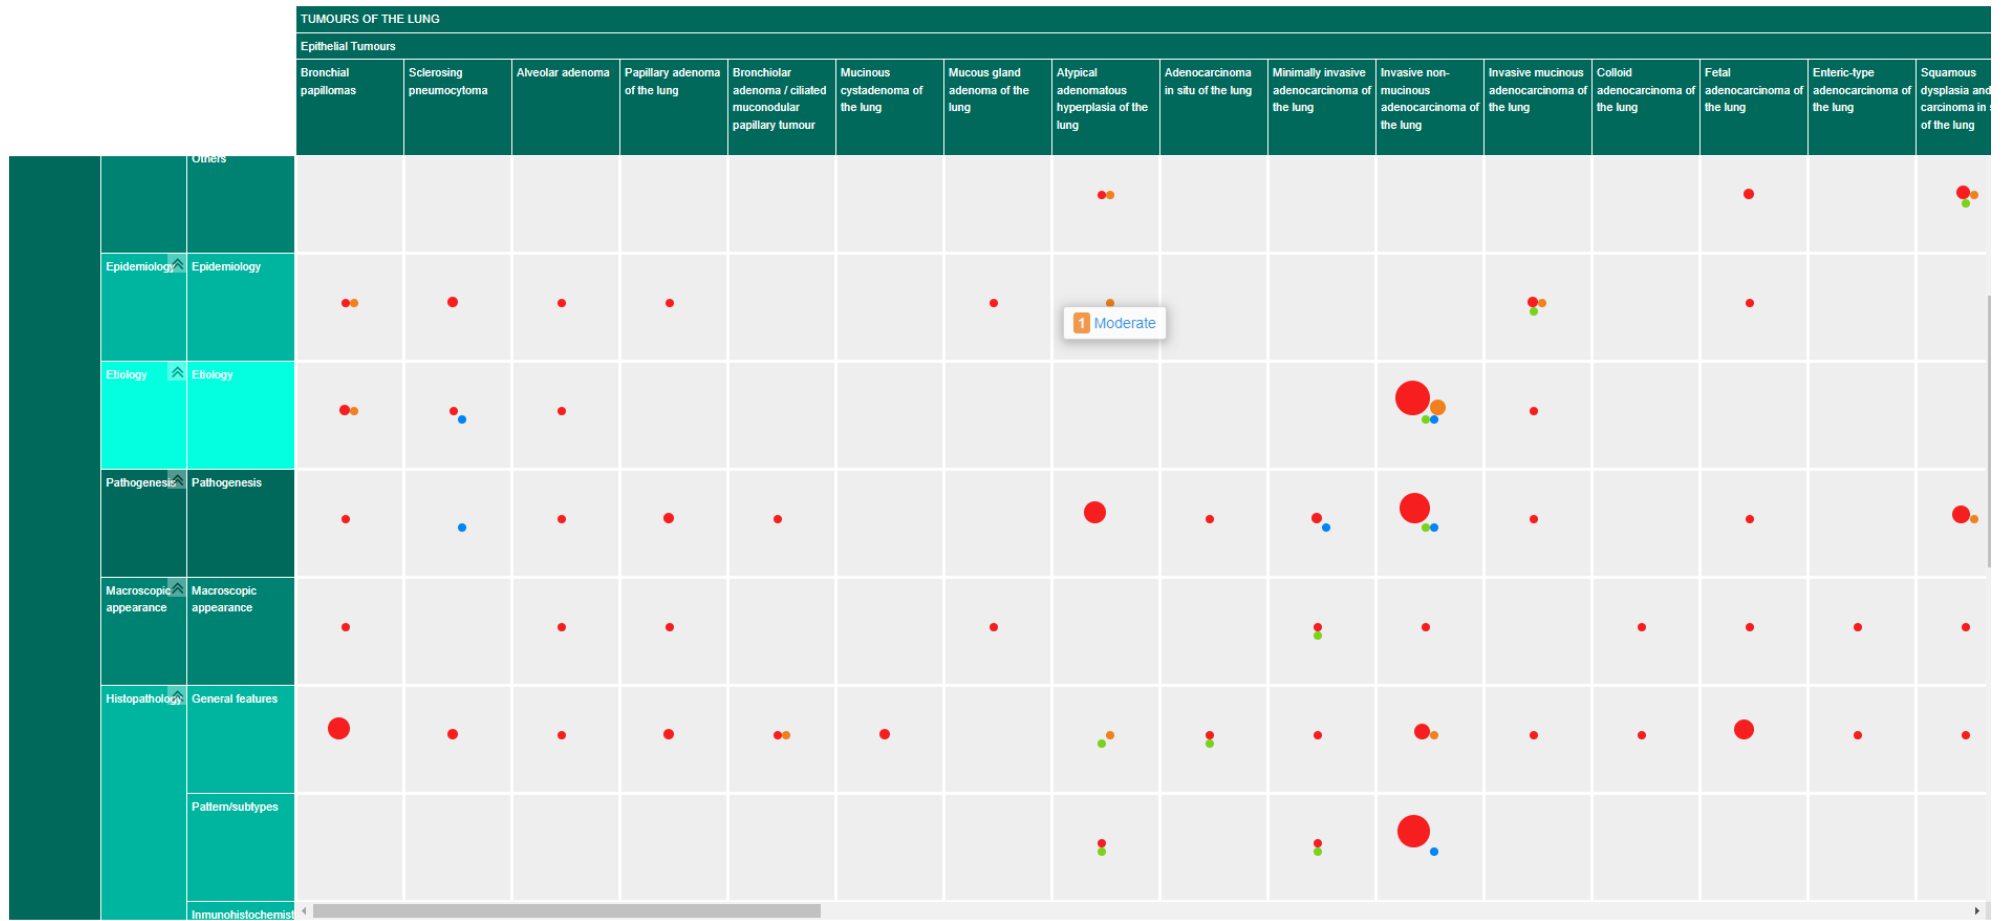 TUMOURS OF THE LUNG
Epithelial Tumours
Bronchial
papillomas
Sclerosing
pneumocytoma
Alveolar adenoma
Papillary adenoma
of the lung
Bronchiolar
adenoma / ciliated
muconodular
papillary tumour
Mucinous
cystadenoma of
the lung
Mucous gland
adenoma of the
lung
Atypical
adenomatous
hyperplasia of the
lung
Adenocarcinoma
in situ of the lung
Minimally invasive
adenocarcinoma of
the lung
Invasive non-
mucinous
adenocarcinoma of
the lung
Invasive mucinous
adenocarcinoma of
the lung
Colloid
adenocarcinoma of
the lung
Fetal
adenocarcinoma of
the lung
Enteric-type
adenocarcinoma of
the lung
Squamous
dysplasia and
carcinoma in s
of the lung
Others
Epidemiology
Epidemiology
1 Moderate
Etiology
Etiology
Pathogenesis
Pathogenesis
Macroscopic
appearance
Macroscopic
appearance
Histopathology
General features
Pattern/subtypes
Inmunohistochemist